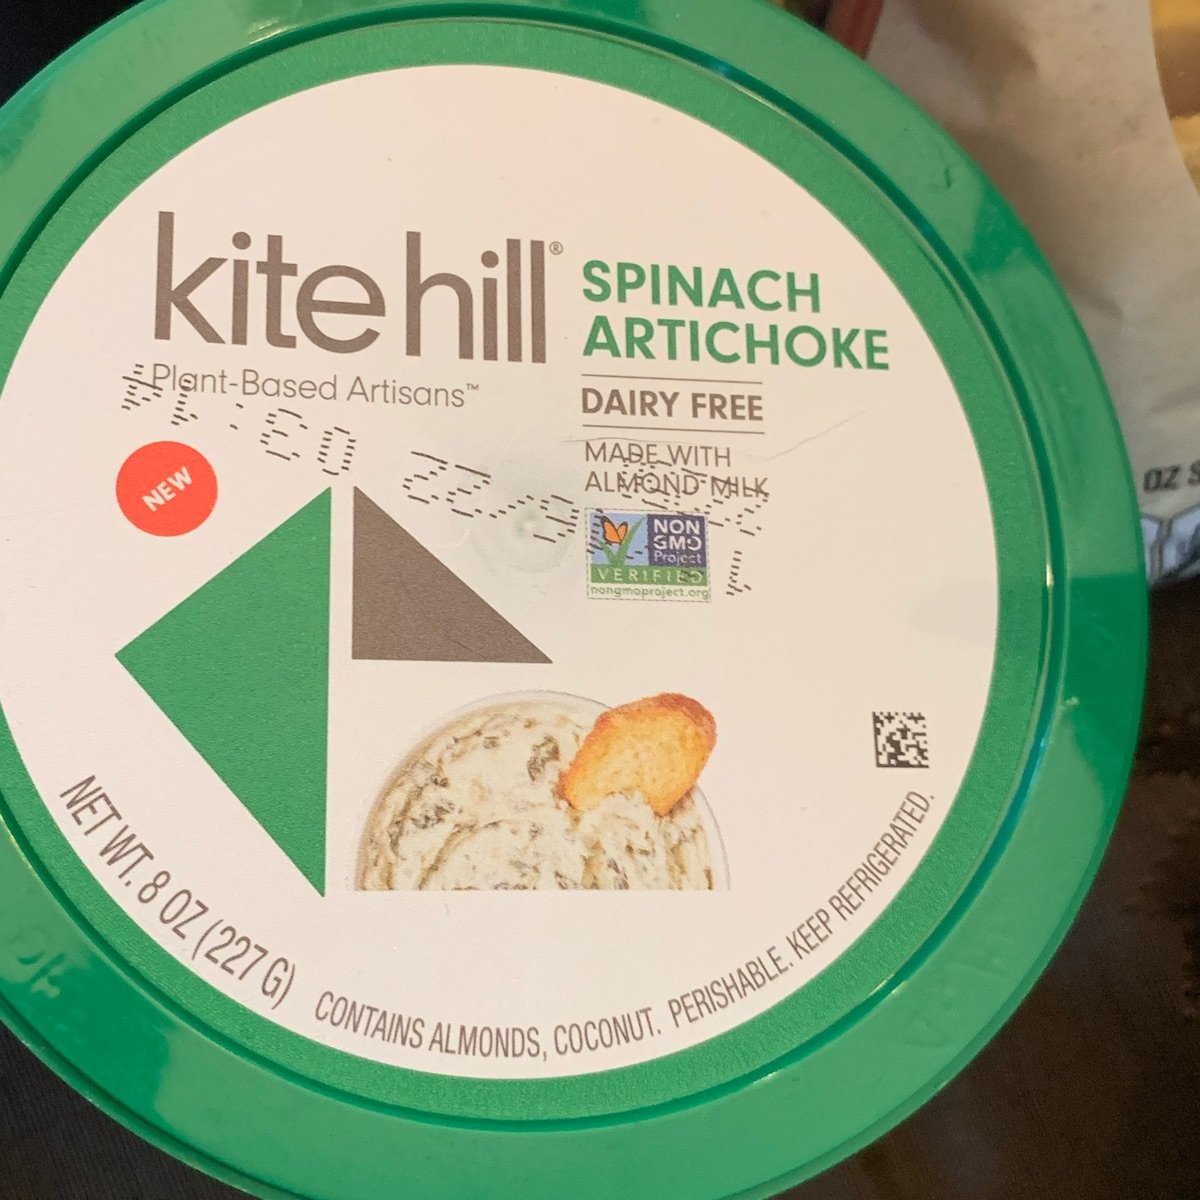 kite hill®
Plant-Based Artisans™
NEW
SPINACH
ARTICHOKE
DAIRY FREE
MADE WITH
ALMOND MILK
NON
GMO
Project
VERIFIED
nongmoproject.org
NET WT. 8 OZ (227 G)
CONTAINS ALMONDS, COCONUT. PERISHABLE. KEEP REFRIGERATED.
OZ